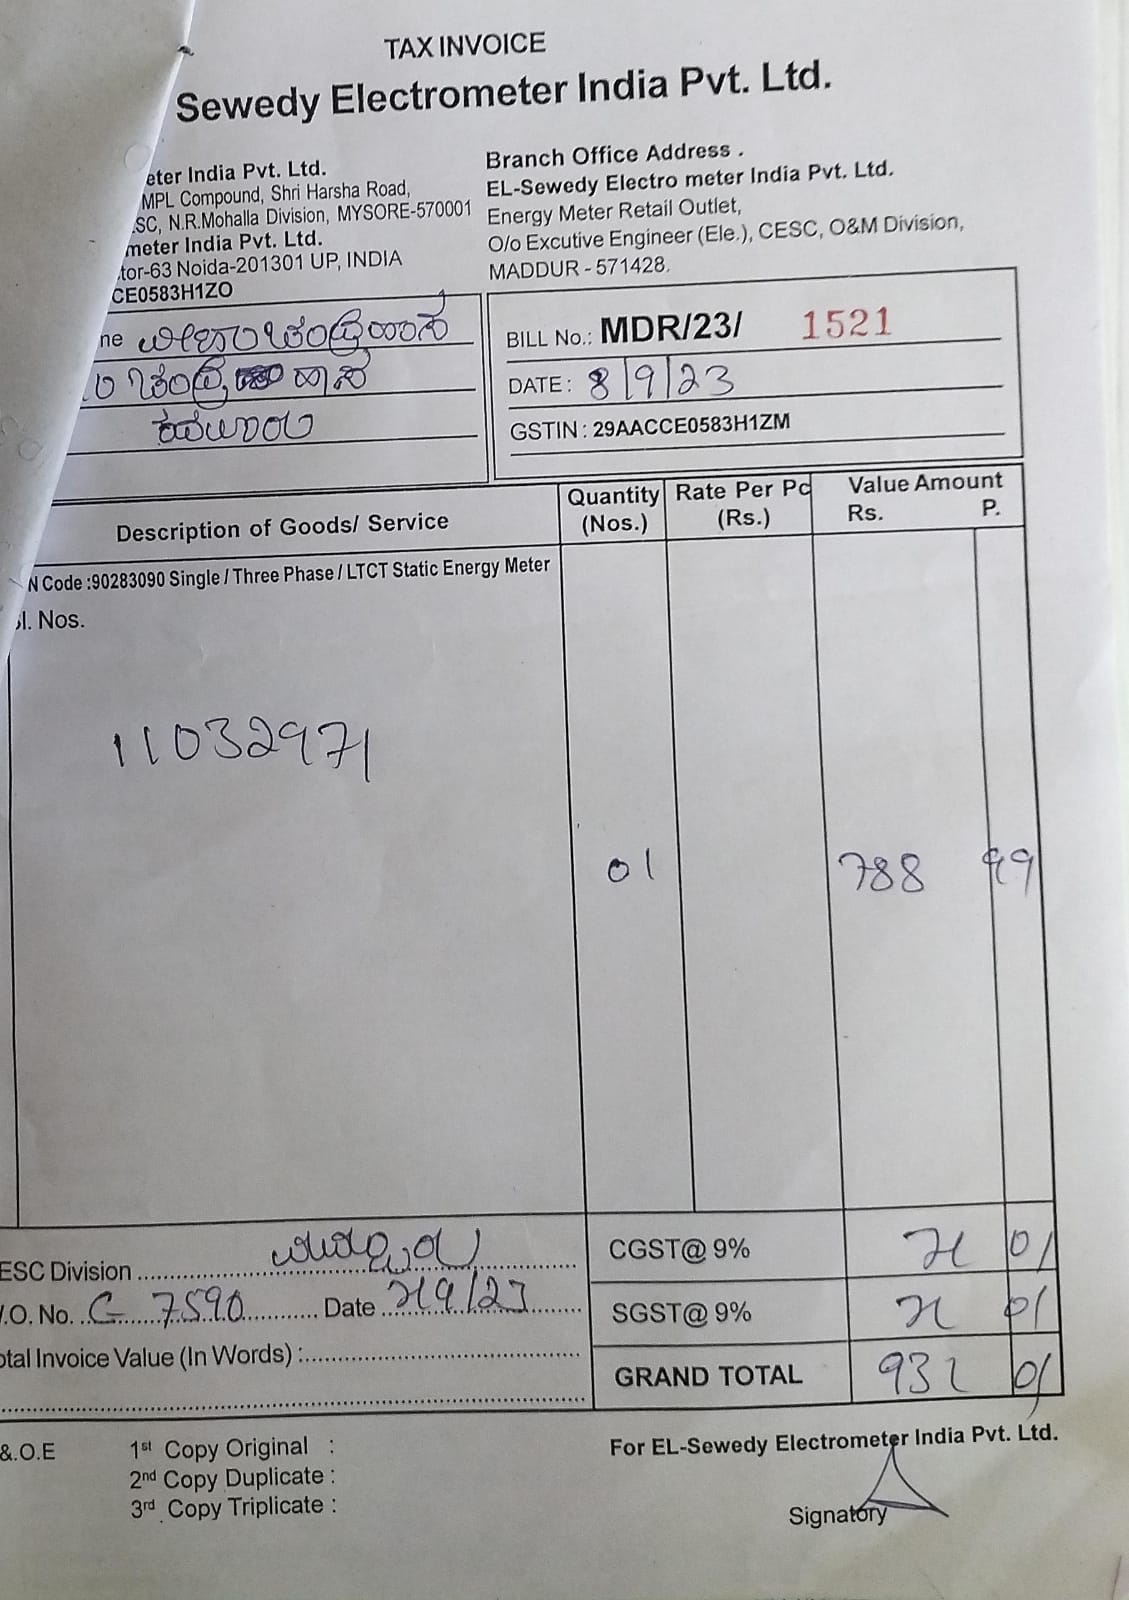 TAX INVOICE
Sewedy Electrometer India Pvt. Ltd.
eter India Pvt. Ltd.
MPL Compound, Shri Harsha Road,
SC, N.R.Mohalla Division, MYSORE-570001
meter India Pvt. Ltd.
tor-63 Noida-201301 UP, INDIA
CE0583H1ZO
Branch Office Address .
EL-Sewedy Electro meter India Pvt. Ltd.
Energy Meter Retail Outlet,
O/o Excutive Engineer (Ele.), CESC, O&M Division,
MADDUR - 571428.
ne
BILL No.: MDR/23/ 1521
DATE : 8/9/23
GSTIN : 29AACCE0583H1ZM
Description of Goods/ Service
Quantity (Nos.)
Rate Per Pc (Rs.)
Value Amount
Rs. P.
N Code :90283090 Single / Three Phase / LTCT Static Energy Meter
l. Nos.
11032971
01 788 99
ESC Division
.O. No. G 7590 Date
otal Invoice Value (In Words) :
CGST@ 9% 71 01
SGST@ 9% 71 01
GRAND TOTAL 931 01
&.O.E
1st Copy Original :
2nd Copy Duplicate :
3rd Copy Triplicate :
For EL-Sewedy Electrometer India Pvt. Ltd.
Signatory